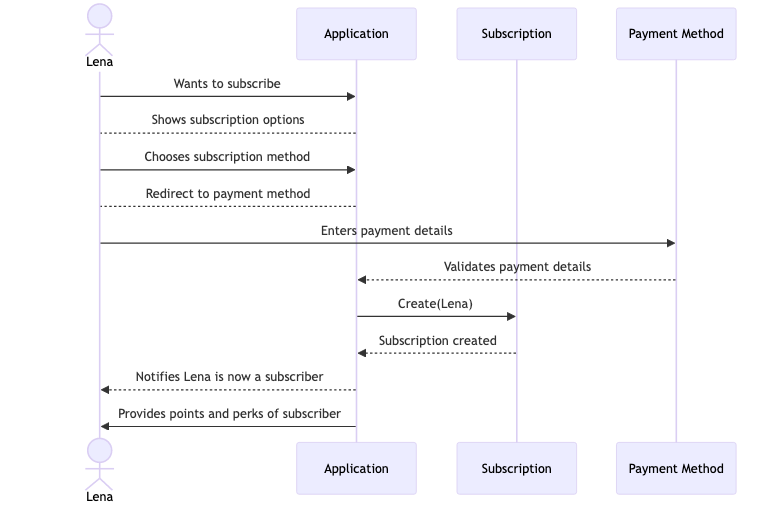 Lena
Application
Subscription
Payment Method
Wants to subscribe
Shows subscription options
Chooses subscription method
Redirect to payment method
Enters payment details
Validates payment details
Create(Lena)
Subscription created
Notifies Lena is now a subscriber
Provides points and perks of subscriber
Lena
Application
Subscription
Payment Method